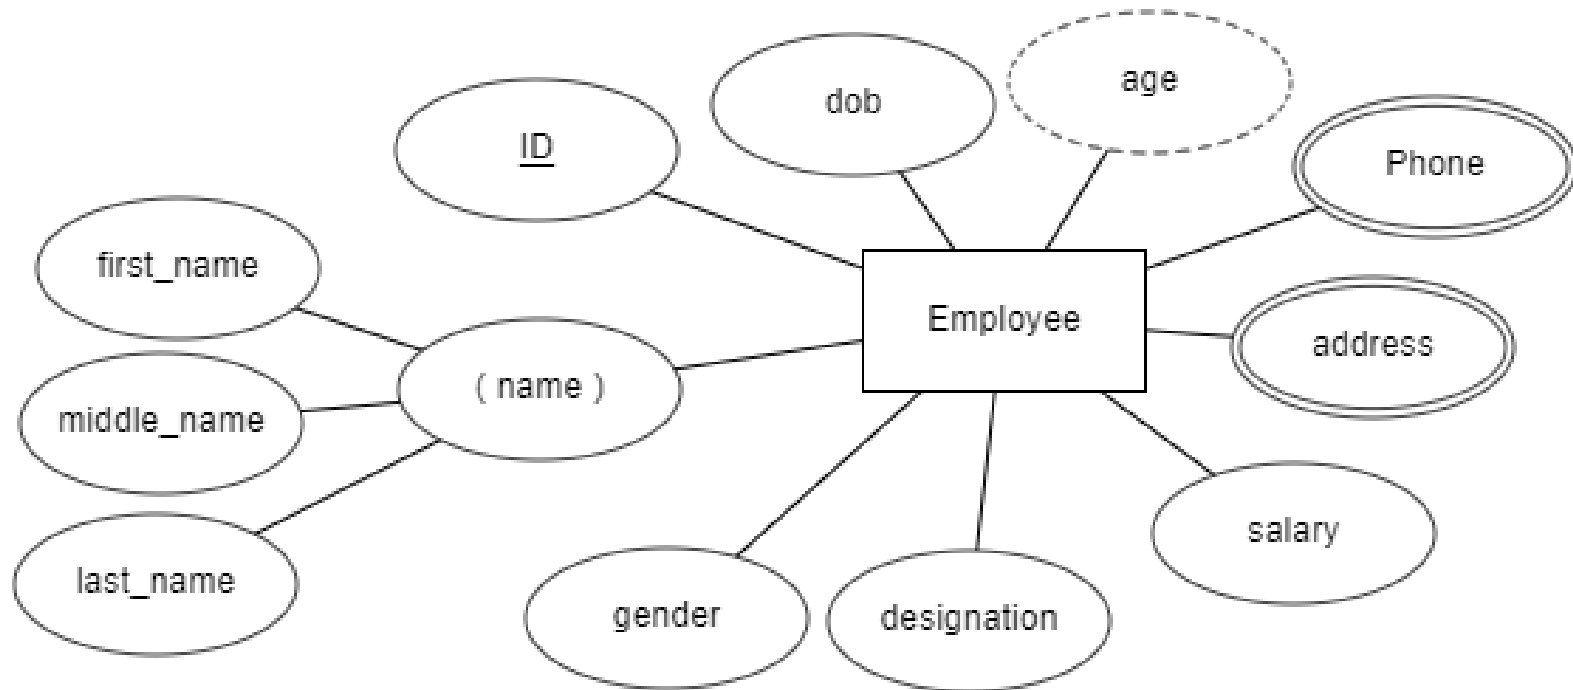 age
dob
ID
Phone
first_name
Employee
address
( name )
middle_name
salary
last_name
gender
designation